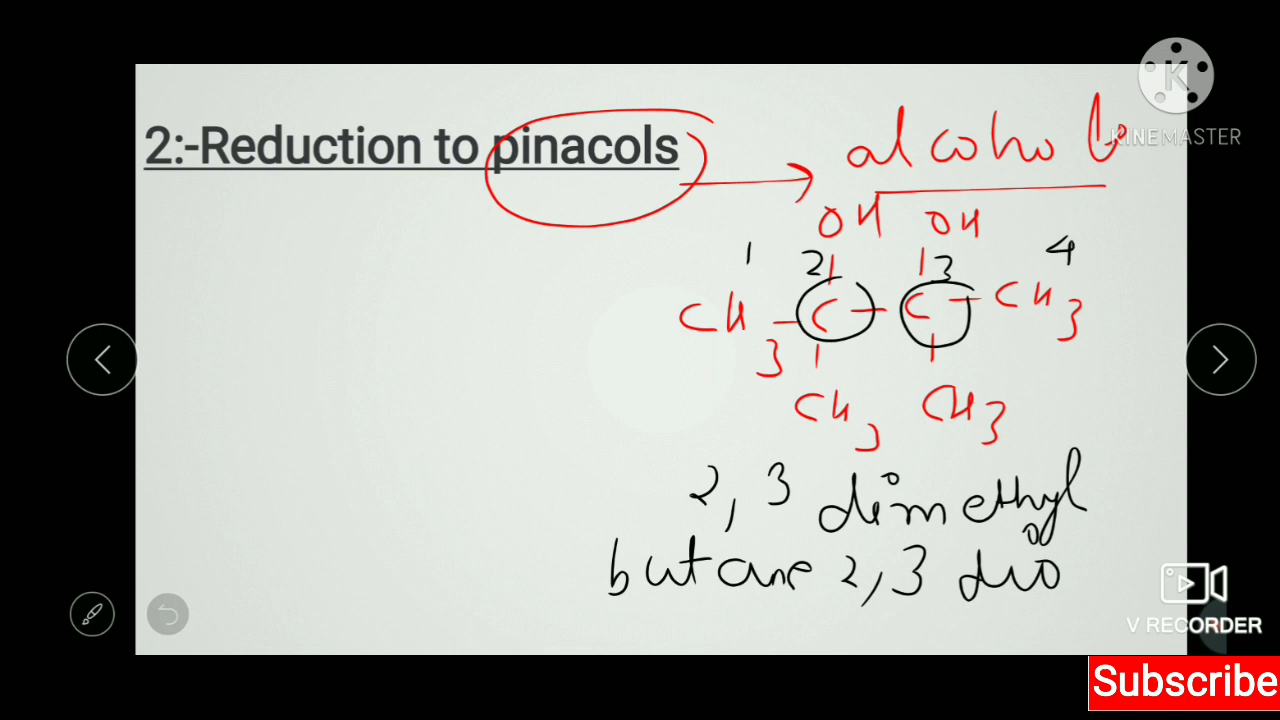 2:-Reduction to pinacols
alcohol
KINEMASTER
OH OH
1 2 3 4
CH3 - C - C - CH3
CH3 CH3
2, 3 dimethyl
butane 2,3 dio
V RECORDER
Subscribe